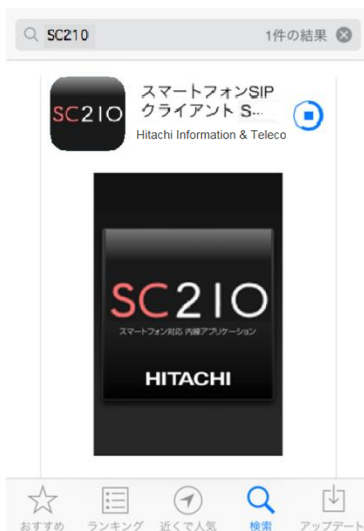 SC210
1件の結果
SC210
スマートフォンSIP
クライアント S...
Hitachi Information & Teleco
SC210
スマートフォン対応 内線アプリケーション
HITACHI
おすすめ
ランキング
近くで人気
検索
アップデート